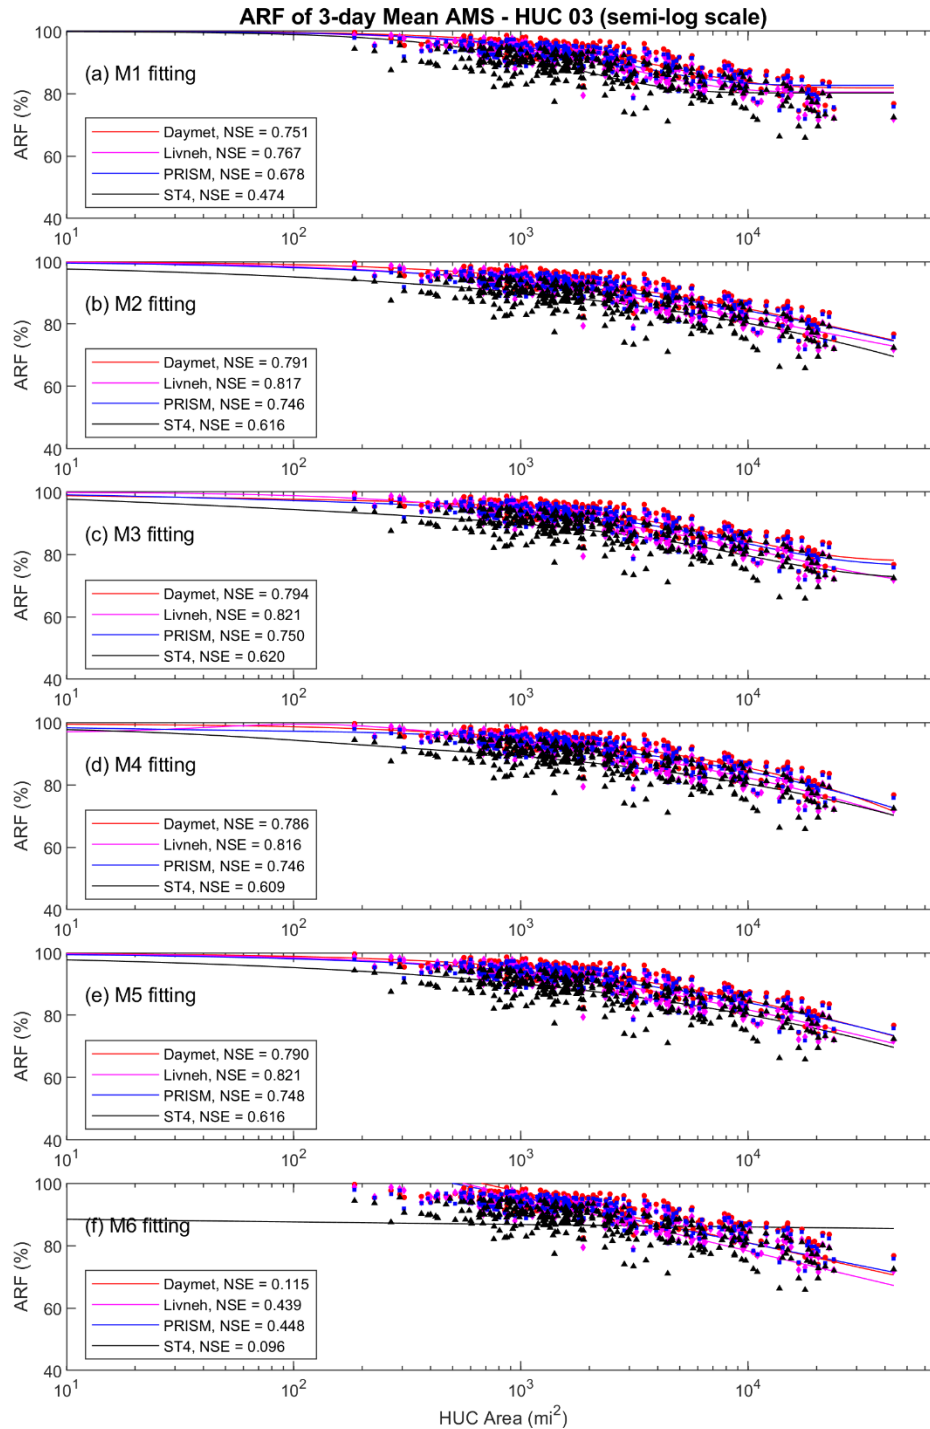 ARF of 3-day Mean AMS - HUC 03 (semi-log scale)
100
80
60
40
ARF (%)
(a) M1 fitting
Daymet, NSE = 0.751
Livneh, NSE = 0.767
PRISM, NSE = 0.678
ST4, NSE = 0.474
10^1
10^2
10^3
10^4
100
80
60
40
ARF (%)
(b) M2 fitting
Daymet, NSE = 0.791
Livneh, NSE = 0.817
PRISM, NSE = 0.746
ST4, NSE = 0.616
10^1
10^2
10^3
10^4
100
80
60
40
ARF (%)
(c) M3 fitting
Daymet, NSE = 0.794
Livneh, NSE = 0.821
PRISM, NSE = 0.750
ST4, NSE = 0.620
10^1
10^2
10^3
10^4
100
80
60
40
ARF (%)
(d) M4 fitting
Daymet, NSE = 0.786
Livneh, NSE = 0.816
PRISM, NSE = 0.746
ST4, NSE = 0.609
10^1
10^2
10^3
10^4
100
80
60
40
ARF (%)
(e) M5 fitting
Daymet, NSE = 0.790
Livneh, NSE = 0.821
PRISM, NSE = 0.748
ST4, NSE = 0.616
10^1
10^2
10^3
10^4
100
80
60
40
ARF (%)
(f) M6 fitting
Daymet, NSE = 0.115
Livneh, NSE = 0.439
PRISM, NSE = 0.448
ST4, NSE = 0.096
10^1
10^2
10^3
10^4
HUC Area (mi^2)